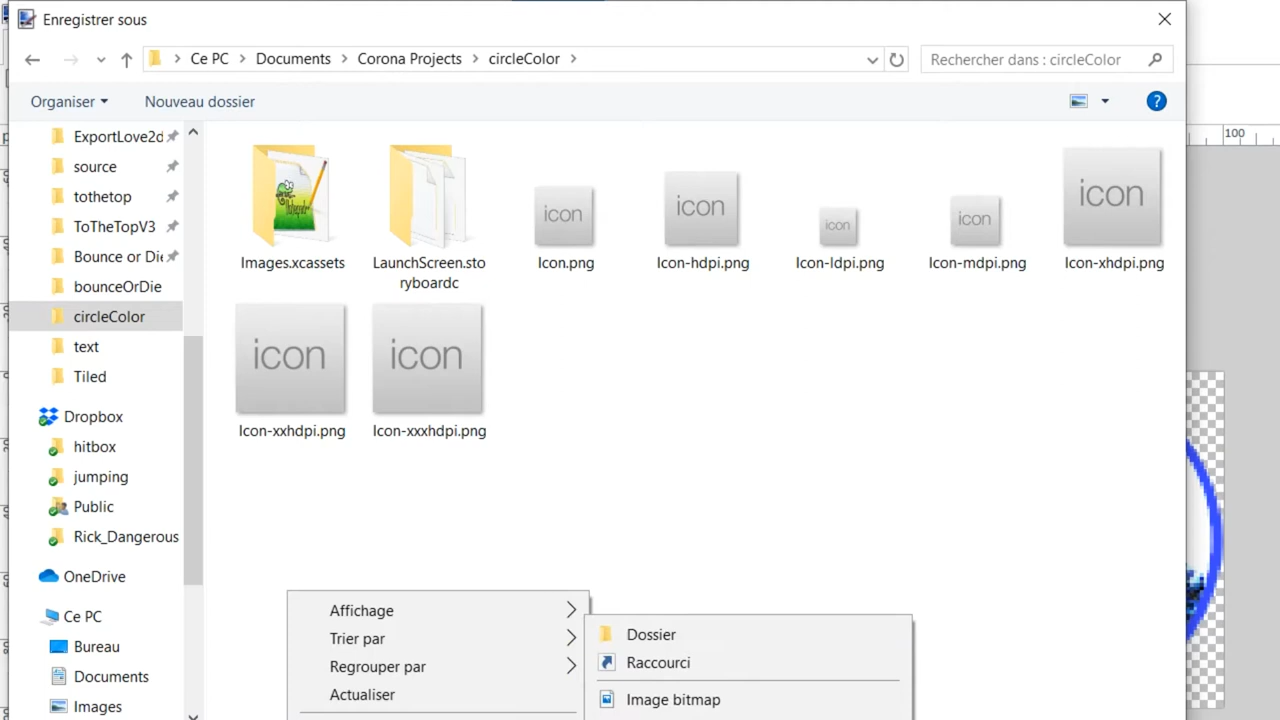 Enregistrer sous
Ce PC > Documents > Corona Projects > circleColor >
Rechercher dans : circleColor
Organiser
Nouveau dossier
?
100
ExportLove2d
source
tothetop
ToTheTopV3
Bounce or Die
bounceOrDie
circleColor
text
Tiled
Dropbox
hitbox
jumping
Public
Rick_Dangerous
OneDrive
Ce PC
Bureau
Documents
Images
Images.xcassets
LaunchScreen.sto
ryboardc
icon
Icon.png
icon
Icon-hdpi.png
icon
Icon-ldpi.png
icon
Icon-mdpi.png
icon
Icon-xhdpi.png
icon
Icon-xxhdpi.png
icon
Icon-xxxhdpi.png
Affichage
Trier par
Regrouper par
Actualiser
Dossier
Raccourci
Image bitmap